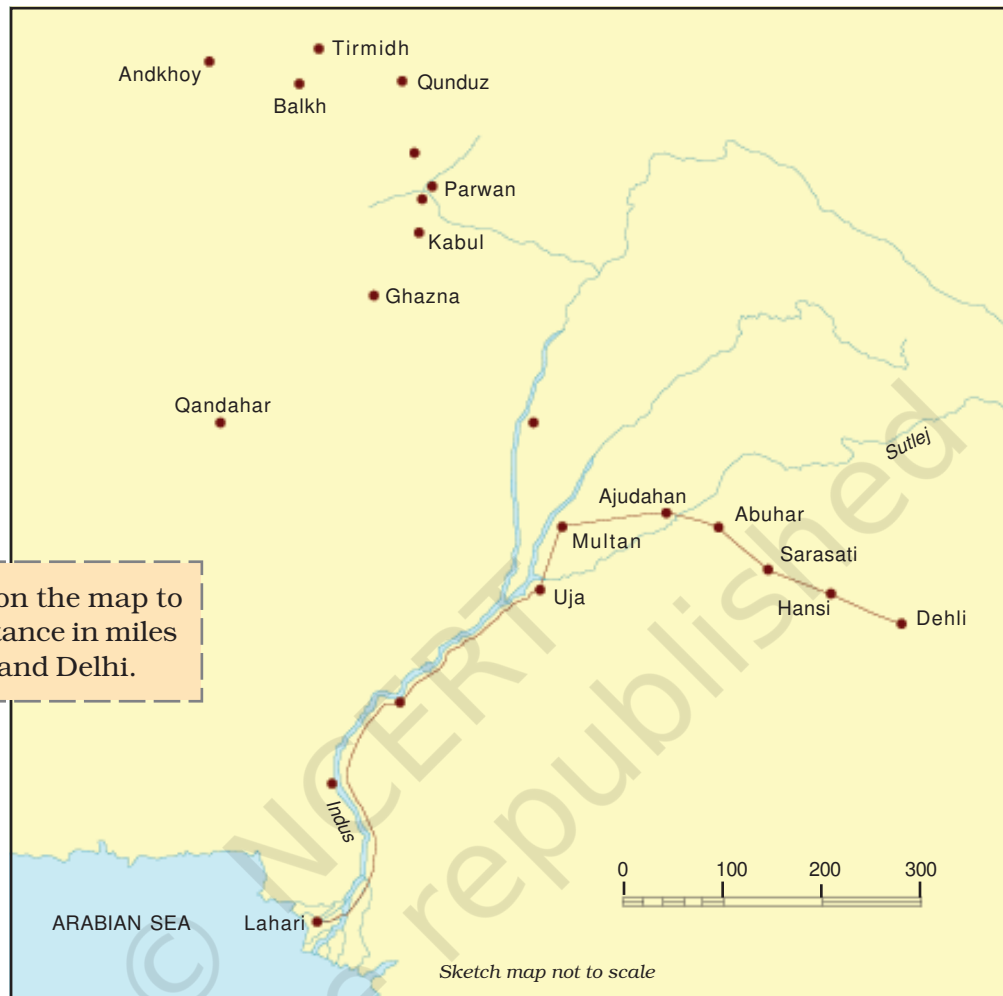 Tirmidh
Andkhoy
Balkh
Qunduz
Parwan
Kabul
Ghazna
Qandahar
Sutlej
Ajudahan
Abuhar
Multan
Sarasati
on the map to
tance in miles
and Delhi.
Uja
Hansi
Dehli
Indus
0 100 200 300
ARABIAN SEA
Lahari
Sketch map not to scale
© NCERT
republished